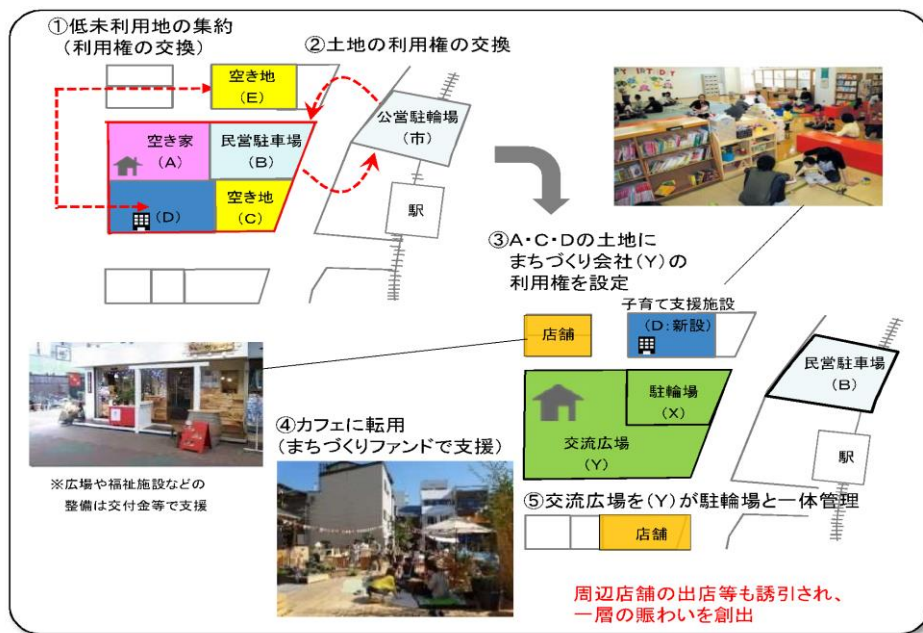 ①低未利用地の集約
(利用権の交換)
②土地の利用権の交換
空き地
(E)
公営駐輪場
(市)
空き家
(A)
民営駐車場
(B)
(D)
空き地
(C)
駅
③A・C・Dの土地に
まちづくり会社(Y)の
利用権を設定
子育て支援施設
店舗
(D:新設)
民営駐車場
(B)
駐輪場
(X)
交流広場
(Y)
駅
④カフェに転用
(まちづくりファンドで支援)
※広場や福祉施設などの
整備は交付金等で支援
⑤交流広場を(Y)が駐輪場と一体管理
店舗
周辺店舗の出店等も誘引され、
一層の賑わいを創出